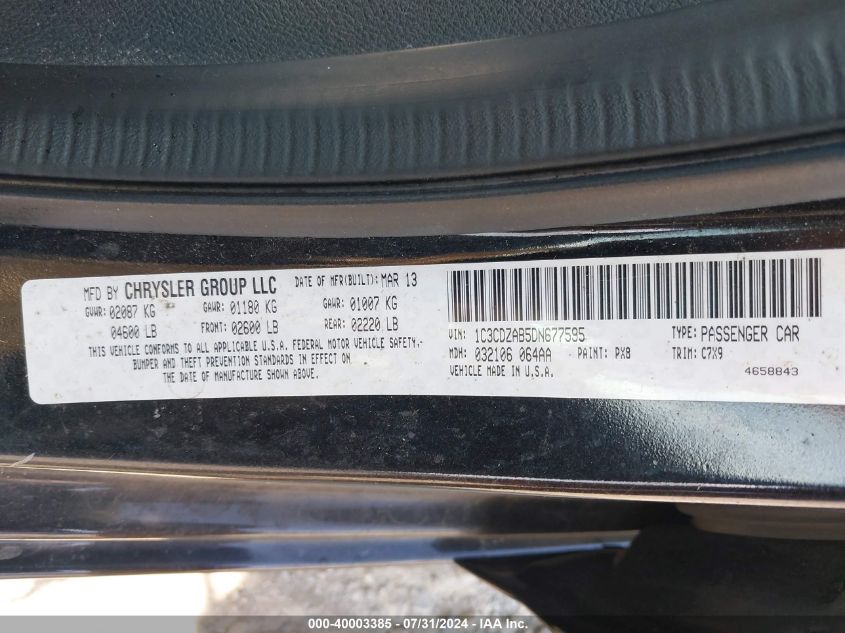 MFD BY CHRYSLER GROUP LLC DATE OF MFR(BUILT): MAR 13
GVWR: 02087 KG GAWR: 01180 KG GAWR: 01007 KG
04600 LB FRONT: 02600 LB REAR: 02220 LB
THIS VEHICLE CONFORMS TO ALL APPLICABLE U.S.A. FEDERAL MOTOR VEHICLE SAFETY.
BUMPER AND THEFT PREVENTION STANDARDS IN EFFECT ON
THE DATE OF MANUFACTURE SHOWN ABOVE.
VIN: 1C3CDZAB5DN677595 TYPE: PASSENGER CAR
MDH: 032106 064AA PAINT: PX8 TRIM: C7X9
VEHICLE MADE IN U.S.A. 4658843
000-40003385 - 07/31/2024 - IAA Inc.